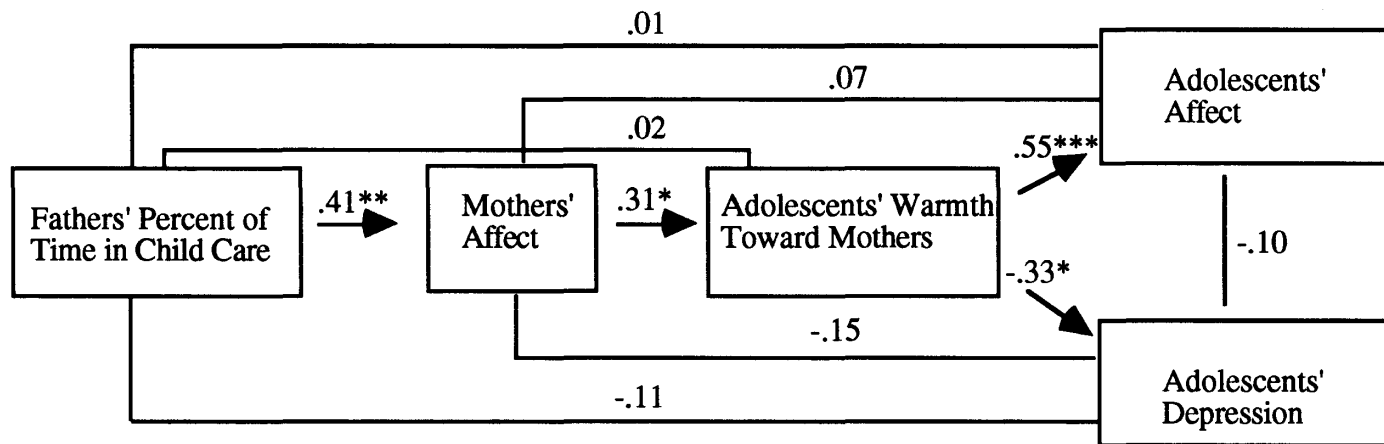 .01
.07
.02
Adolescents'
Affect
.55***
Fathers' Percent of
Time in Child Care
.41**
Mothers'
Affect
.31*
Adolescents' Warmth
Toward Mothers
-.33*
-.10
-.15
-.11
Adolescents'
Depression